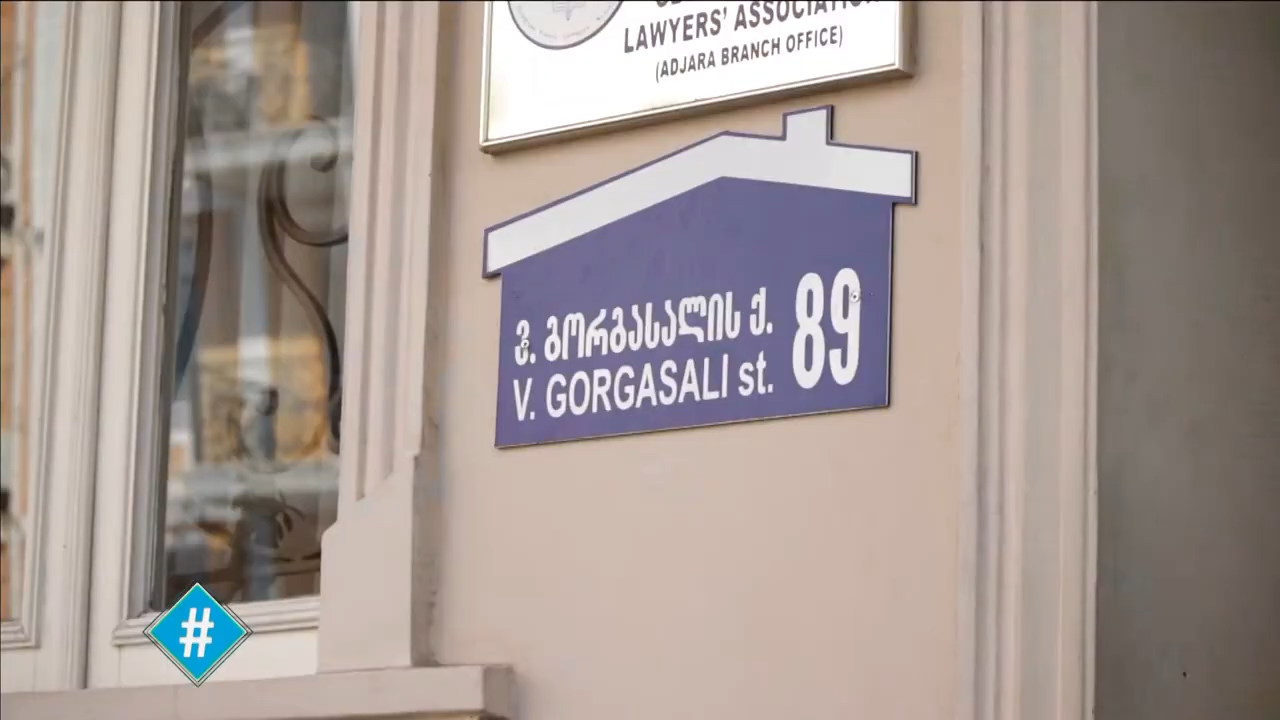 LAWYERS' ASSOCIATION
(ADJARA BRANCH OFFICE)
ვ. გორგასალის ქ. 89
V. GORGASALI st.
#